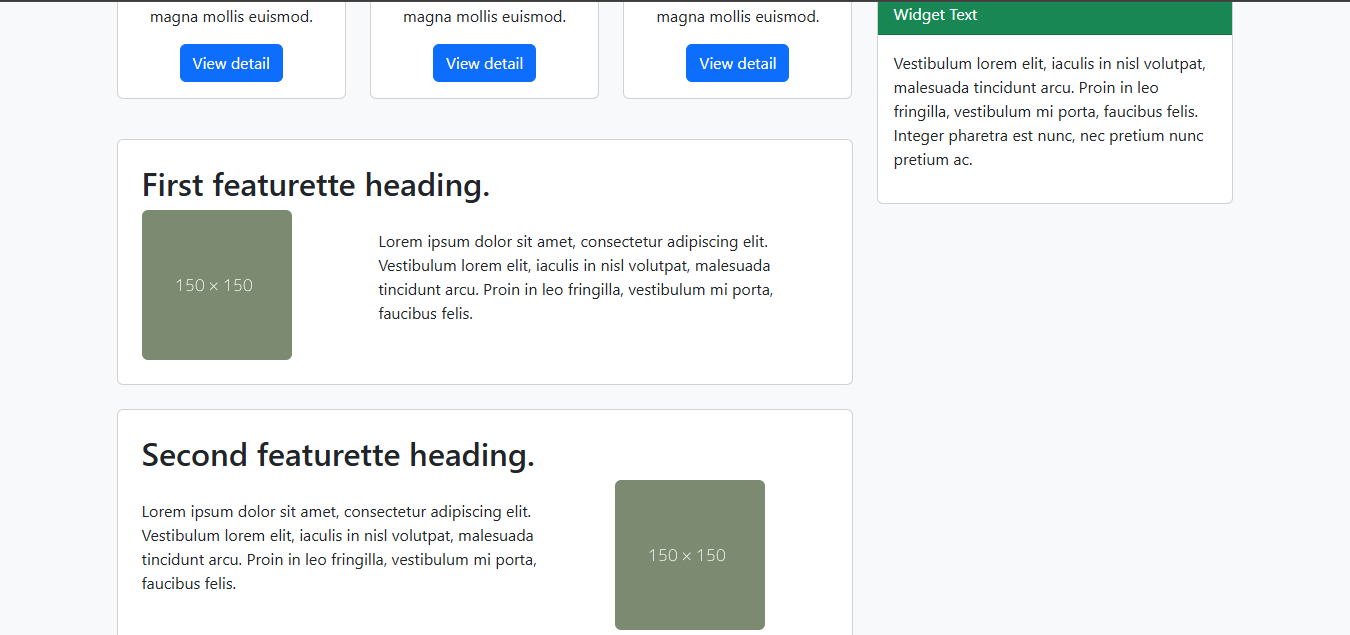 magna mollis euismod.
View detail
magna mollis euismod.
View detail
magna mollis euismod.
View detail
First featurette heading.
150 × 150
Lorem ipsum dolor sit amet, consectetur adipiscing elit.
Vestibulum lorem elit, iaculis in nisl volutpat, malesuada
tincidunt arcu. Proin in leo fringilla, vestibulum mi porta,
faucibus felis.
Second featurette heading.
Lorem ipsum dolor sit amet, consectetur adipiscing elit.
Vestibulum lorem elit, iaculis in nisl volutpat, malesuada
tincidunt arcu. Proin in leo fringilla, vestibulum mi porta,
faucibus felis.
150 × 150
Widget Text
Vestibulum lorem elit, iaculis in nisl volutpat,
malesuada tincidunt arcu. Proin in leo
fringilla, vestibulum mi porta, faucibus felis.
Integer pharetra est nunc, nec pretium nunc
pretium ac.